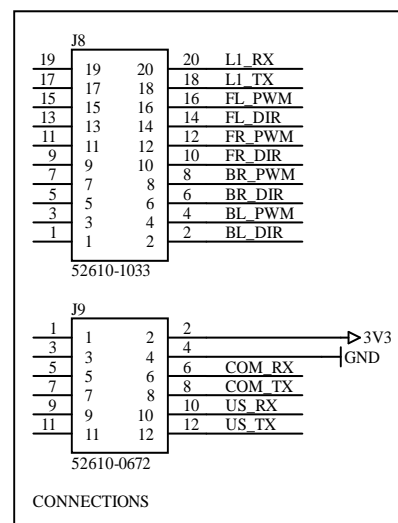 J8
19 19 20 20 L1_RX
17 17 18 18 L1_TX
15 15 16 16 FL_PWM
13 13 14 14 FL_DIR
11 11 12 12 FR_PWM
9 9 10 10 FR_DIR
7 7 8 8 BR_PWM
5 5 6 6 BR_DIR
3 3 4 4 BL_PWM
1 1 2 2 BL_DIR
52610-1033
J9
1 1 2 2 3V3
3 3 4 4 GND
5 5 6 6 COM_RX
7 7 8 8 COM_TX
9 9 10 10 US_RX
11 11 12 12 US_TX
52610-0672
CONNECTIONS